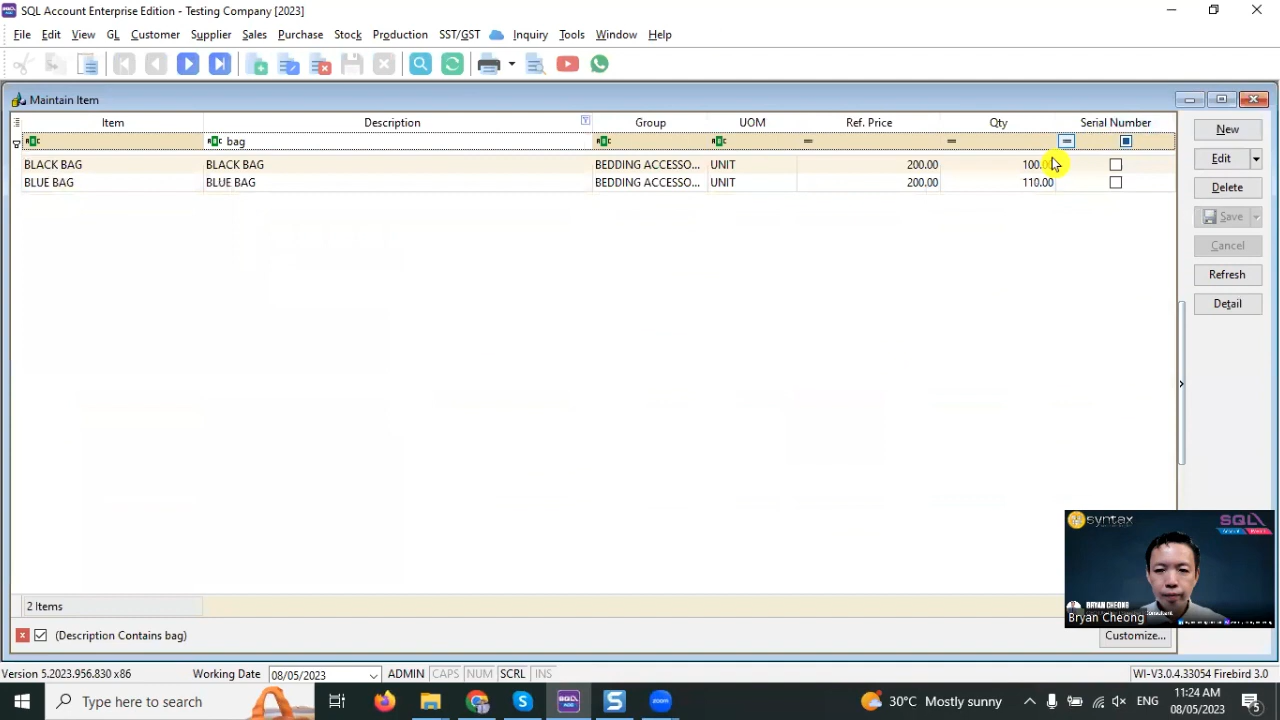 SQL Account Enterprise Edition - Testing Company [2023]
File Edit View GL Customer Supplier Sales Purchase Stock Production SST/GST Inquiry Tools Window Help
Maintain Item
Item Description Group UOM Ref. Price Qty Serial Number
bag
BLACK BAG BLACK BAG BEDDING ACCESSO... UNIT 200.00 100.00
BLUE BAG BLUE BAG BEDDING ACCESSO... UNIT 200.00 110.00
New
Edit
Delete
Save
Cancel
Refresh
Detail
2 Items
(Description Contains bag)
Customize...
syntax SQL
BRYAN CHEONG
Bryan Cheong
Version 5.2023.956.830 x86 Working Date 08/05/2023 ADMIN CAPS NUM SCRL INS WI-V3.0.4.33054 Firebird 3.0
Type here to search 30°C Mostly sunny ENG 11:24 AM
08/05/2023 5